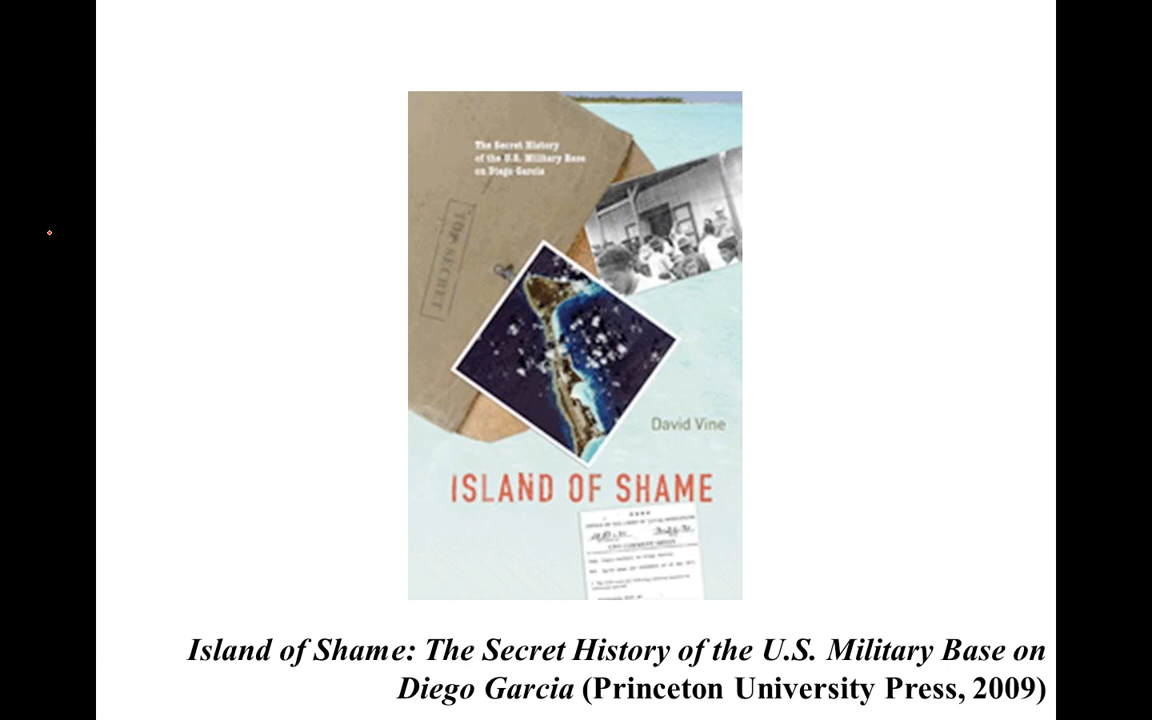 The Secret History
of the U.S. Military Base
on Diego Garcia
TOP SECRET
David Vine
ISLAND OF SHAME
Island of Shame: The Secret History of the U.S. Military Base on
Diego Garcia (Princeton University Press, 2009)